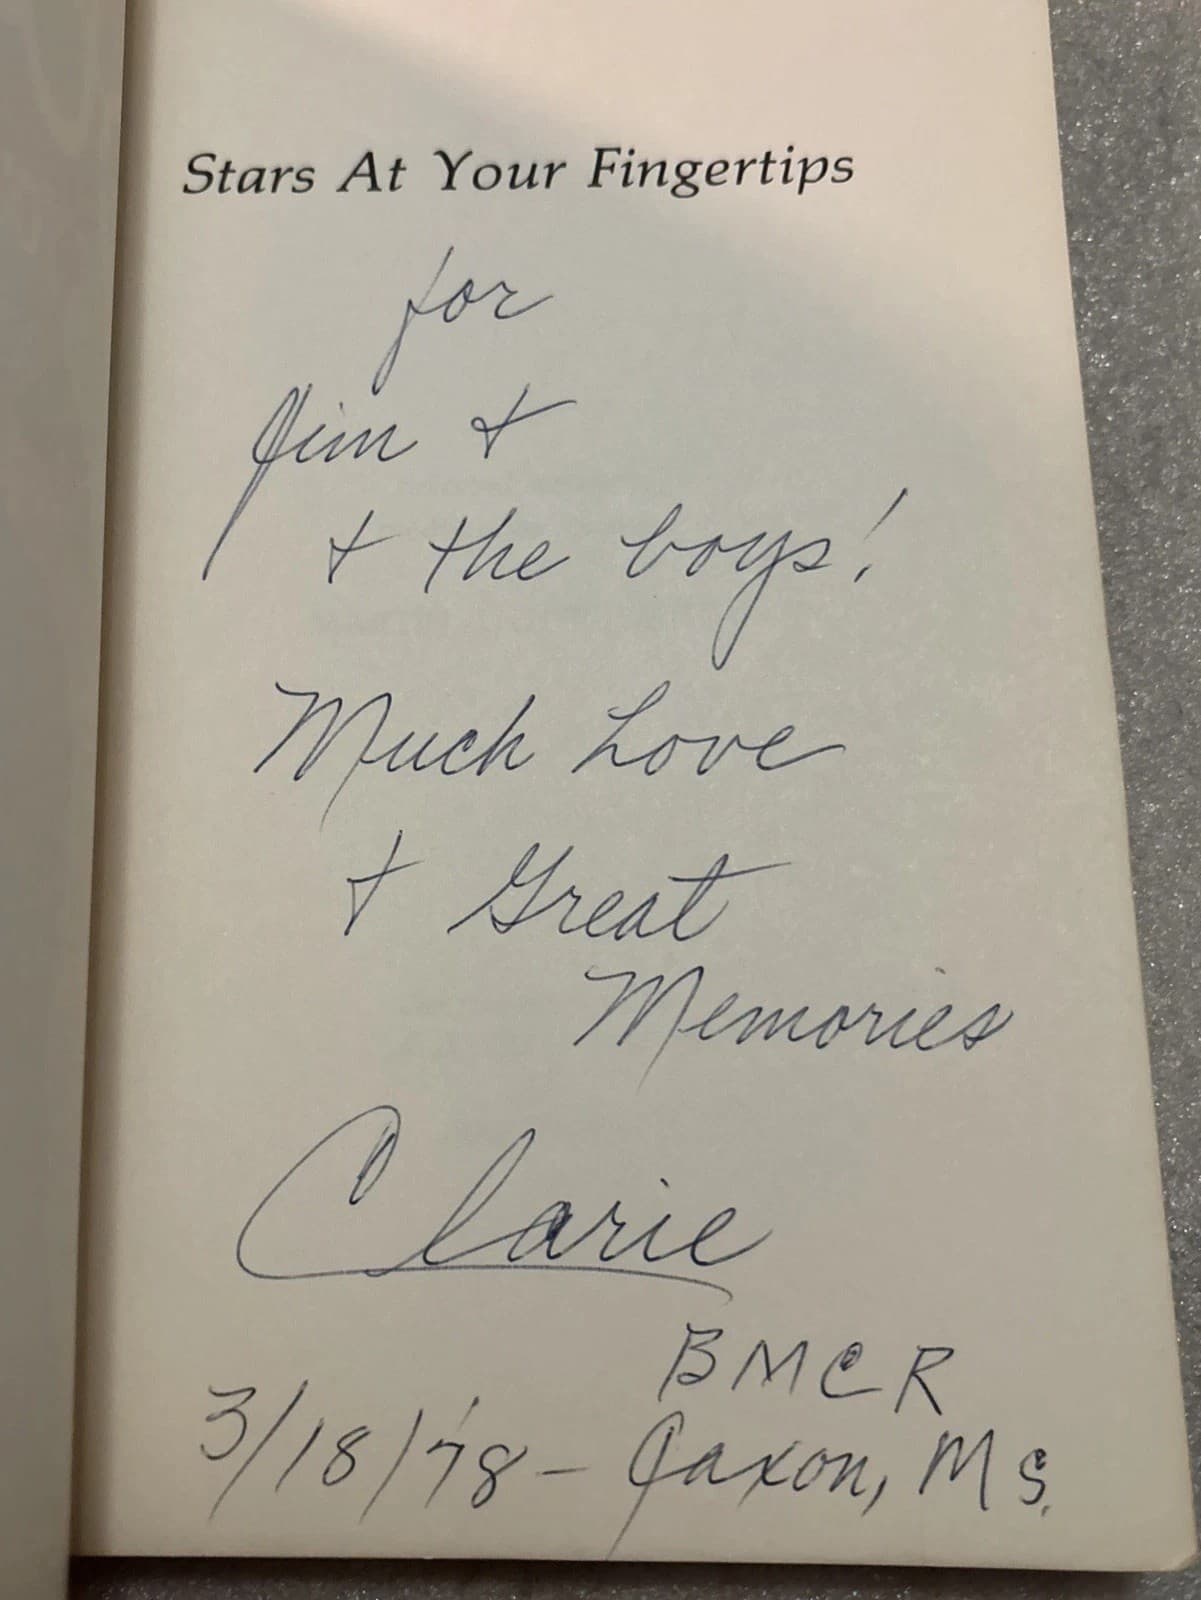 Stars At Your Fingertips
for
Jim +
+ the boys!
Much Love
+ Great
Memories
Clarie
BMCR
3/18/'78 – Jaxon, Ms.